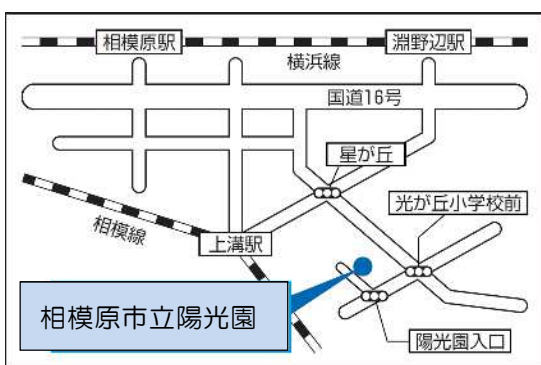 相模原駅
淵野辺駅
横浜線
国道16号
星が丘
光が丘小学校前
相模線
上溝駅
相模原市立陽光園
陽光園入口